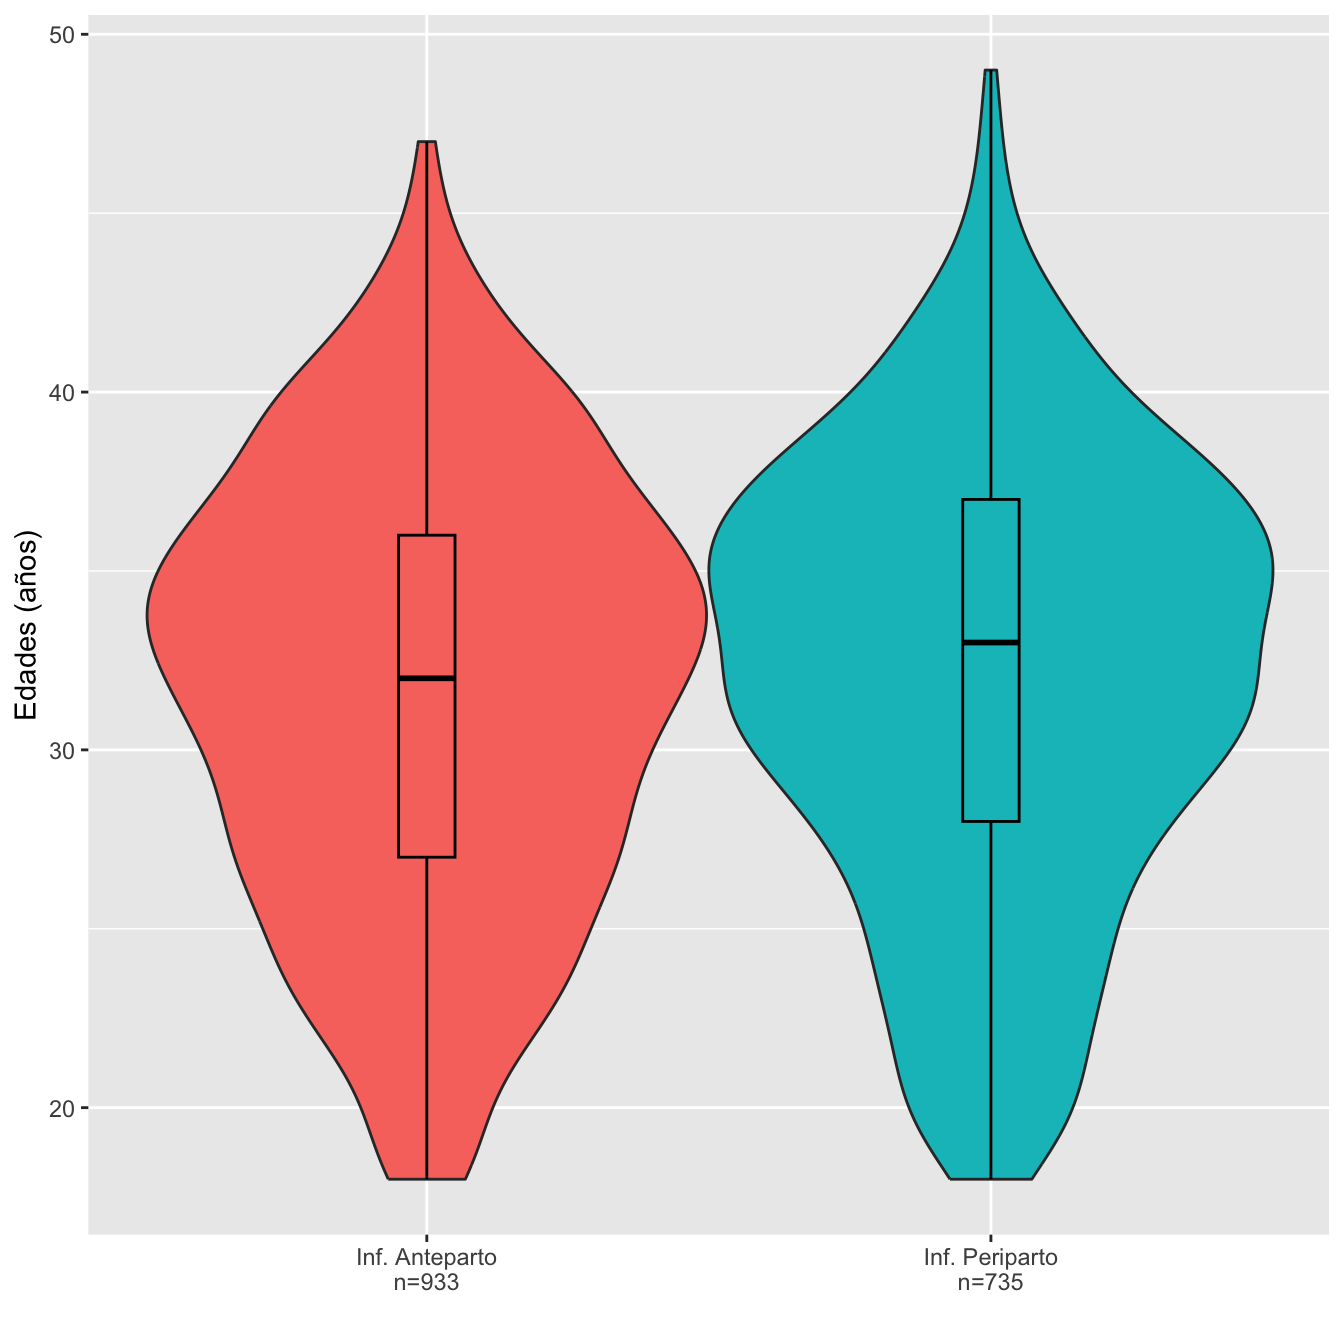 50
40
30
20
Edades (años)
Inf. Anteparto
n=933
Inf. Periparto
n=735